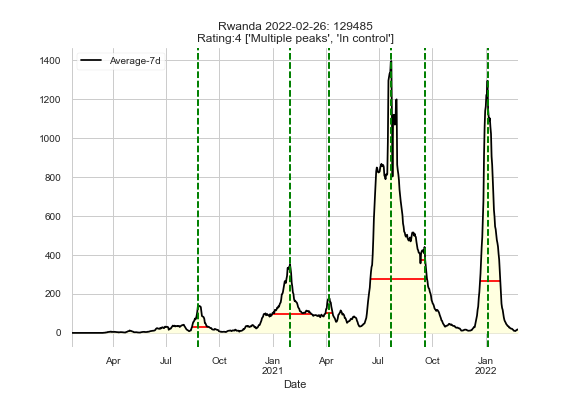 Rwanda 2022-02-26: 129485
Rating:4 ['Multiple peaks', 'In control']
Average-7d
1400
1200
1000
800
600
400
200
0
Apr Jul Oct Jan Apr Jul Oct Jan
2021 2022
Date